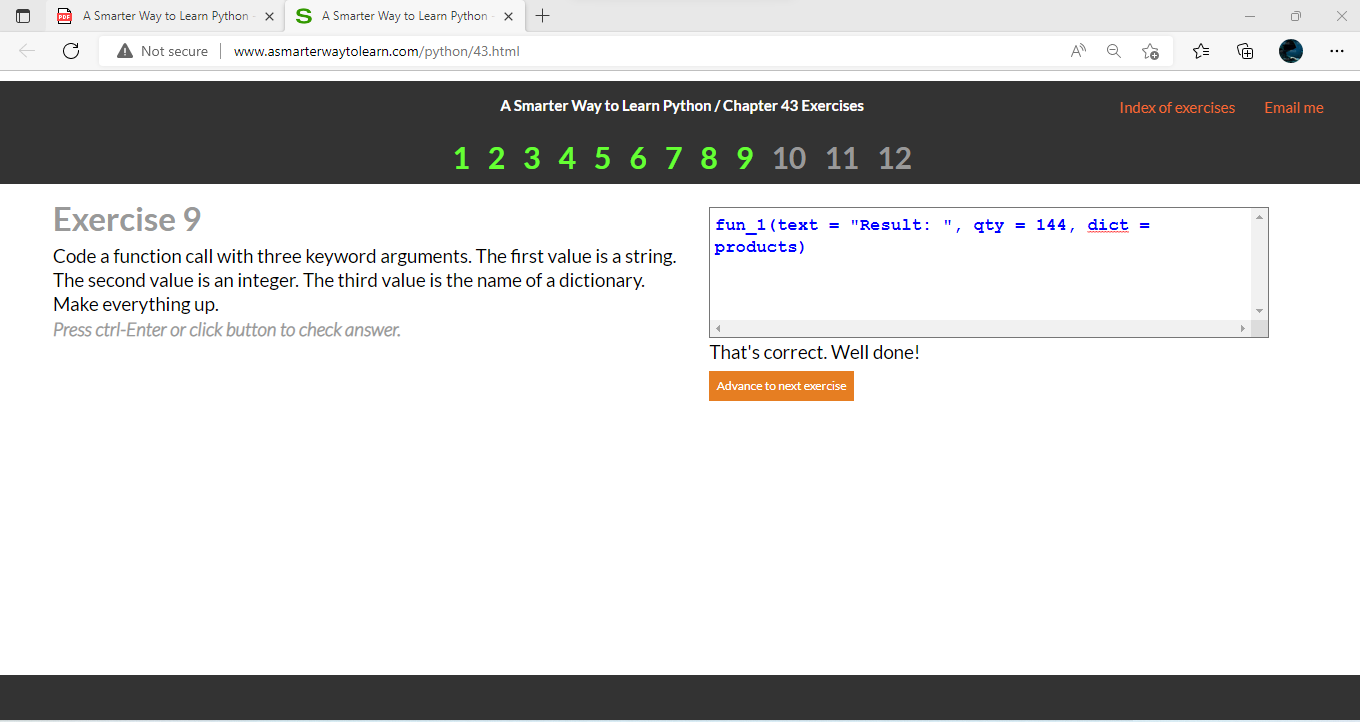 A Smarter Way to Learn Python -
A Smarter Way to Learn Python -
Not secure
www.asmarterwaytolearn.com/python/43.html
A Smarter Way to Learn Python / Chapter 43 Exercises
Index of exercises
Email me
1 2 3 4 5 6 7 8 9 10 11 12
Exercise 9
Code a function call with three keyword arguments. The first value is a string.
The second value is an integer. The third value is the name of a dictionary.
Make everything up.
Press ctrl-Enter or click button to check answer.
fun_1(text = "Result: ", qty = 144, dict =
products)
That's correct. Well done!
Advance to next exercise